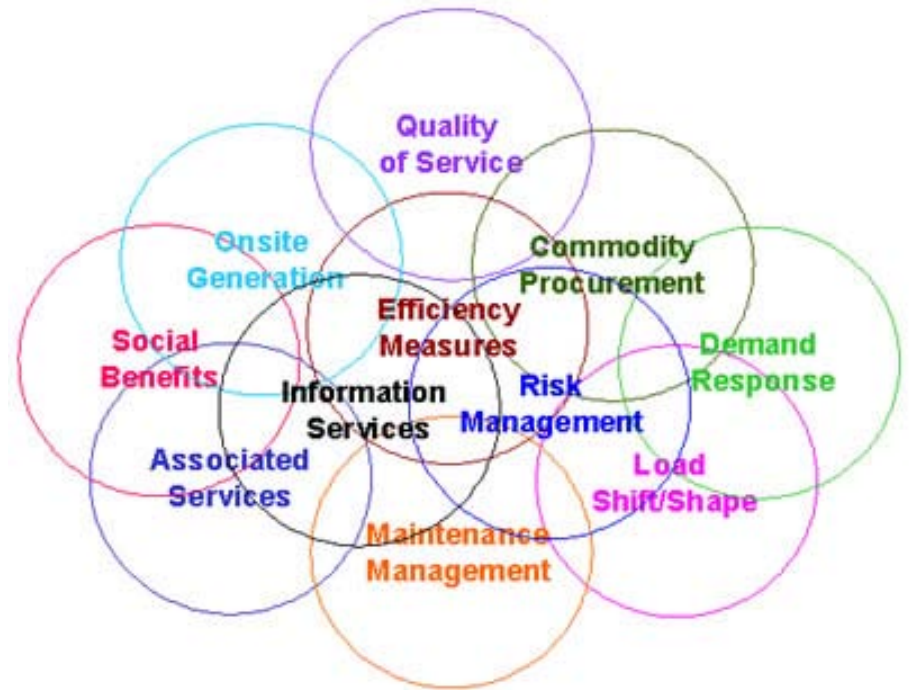 Quality
of Service
Onsite
Generation
Commodity
Procurement
Efficiency
Measures
Social
Benefits
Demand
Response
Information
Services
Risk
Management
Associated
Services
Load
Shift/Shape
Maintenance
Management